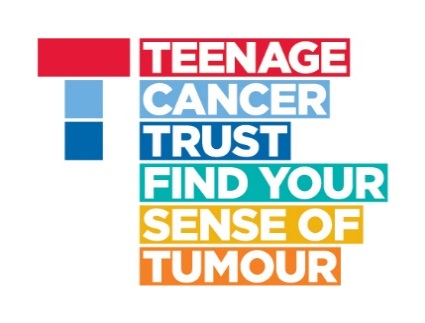 TEENAGE
CANCER
TRUST
FIND YOUR
SENSE OF
TUMOUR